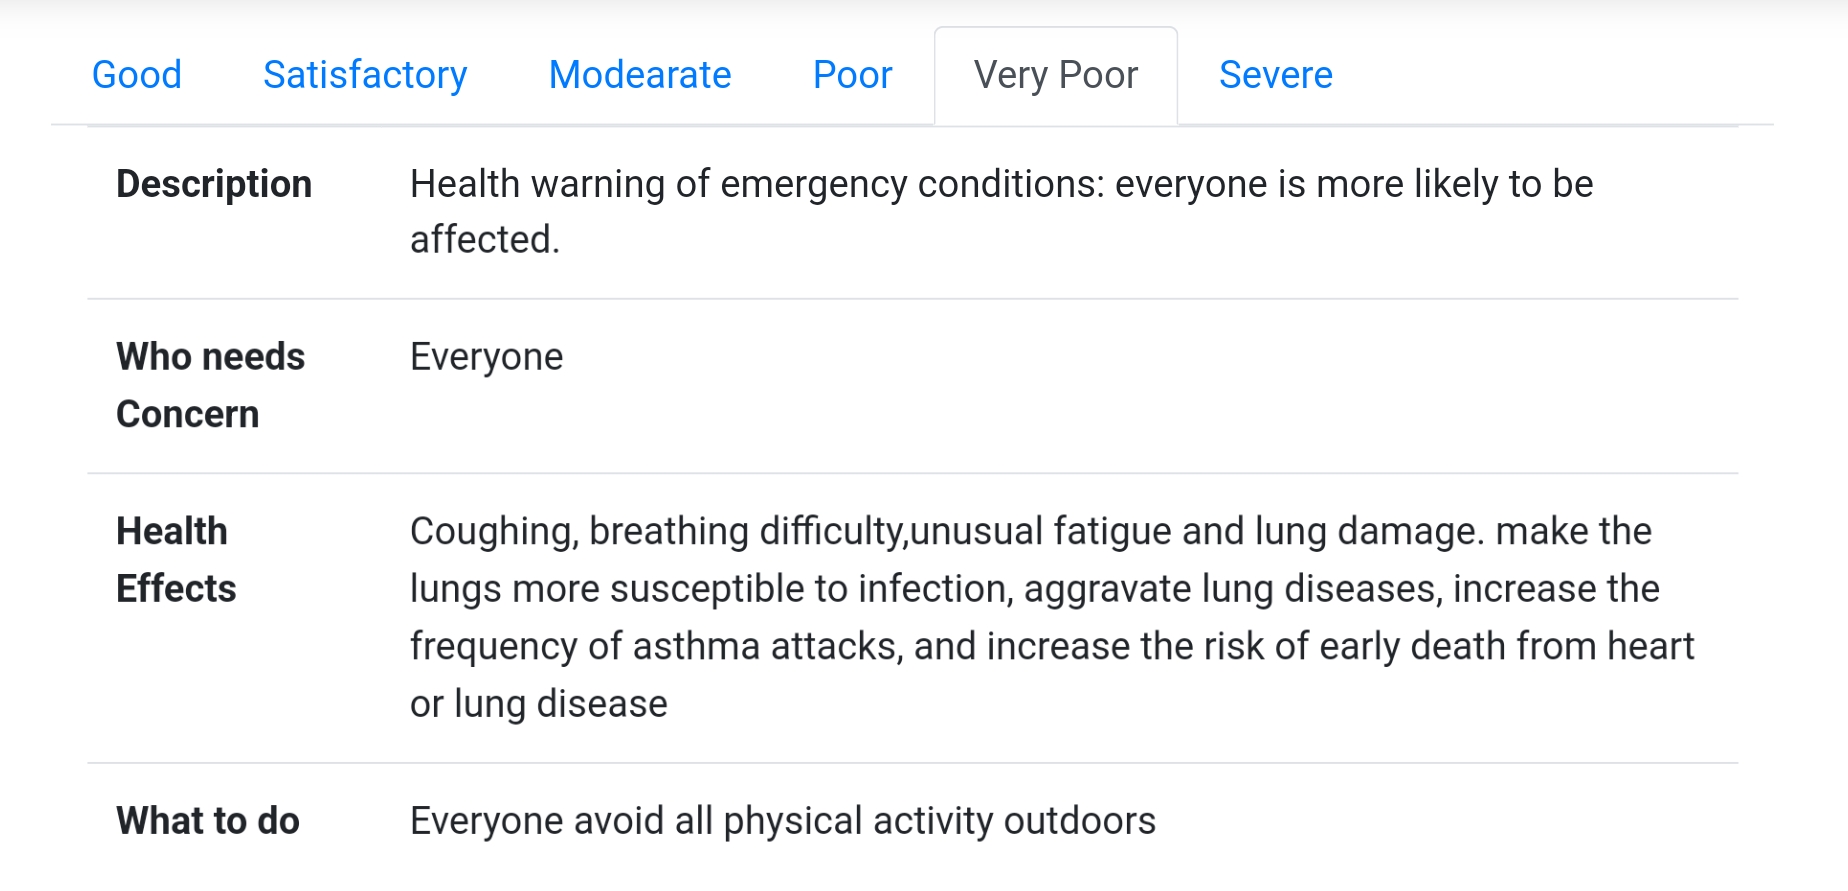 Good Satisfactory Modearate Poor Very Poor Severe
Description Health warning of emergency conditions: everyone is more likely to be
affected.
Who needs Everyone
Concern
Health Coughing, breathing difficulty,unusual fatigue and lung damage. make the
Effects lungs more susceptible to infection, aggravate lung diseases, increase the
frequency of asthma attacks, and increase the risk of early death from heart
or lung disease
What to do Everyone avoid all physical activity outdoors